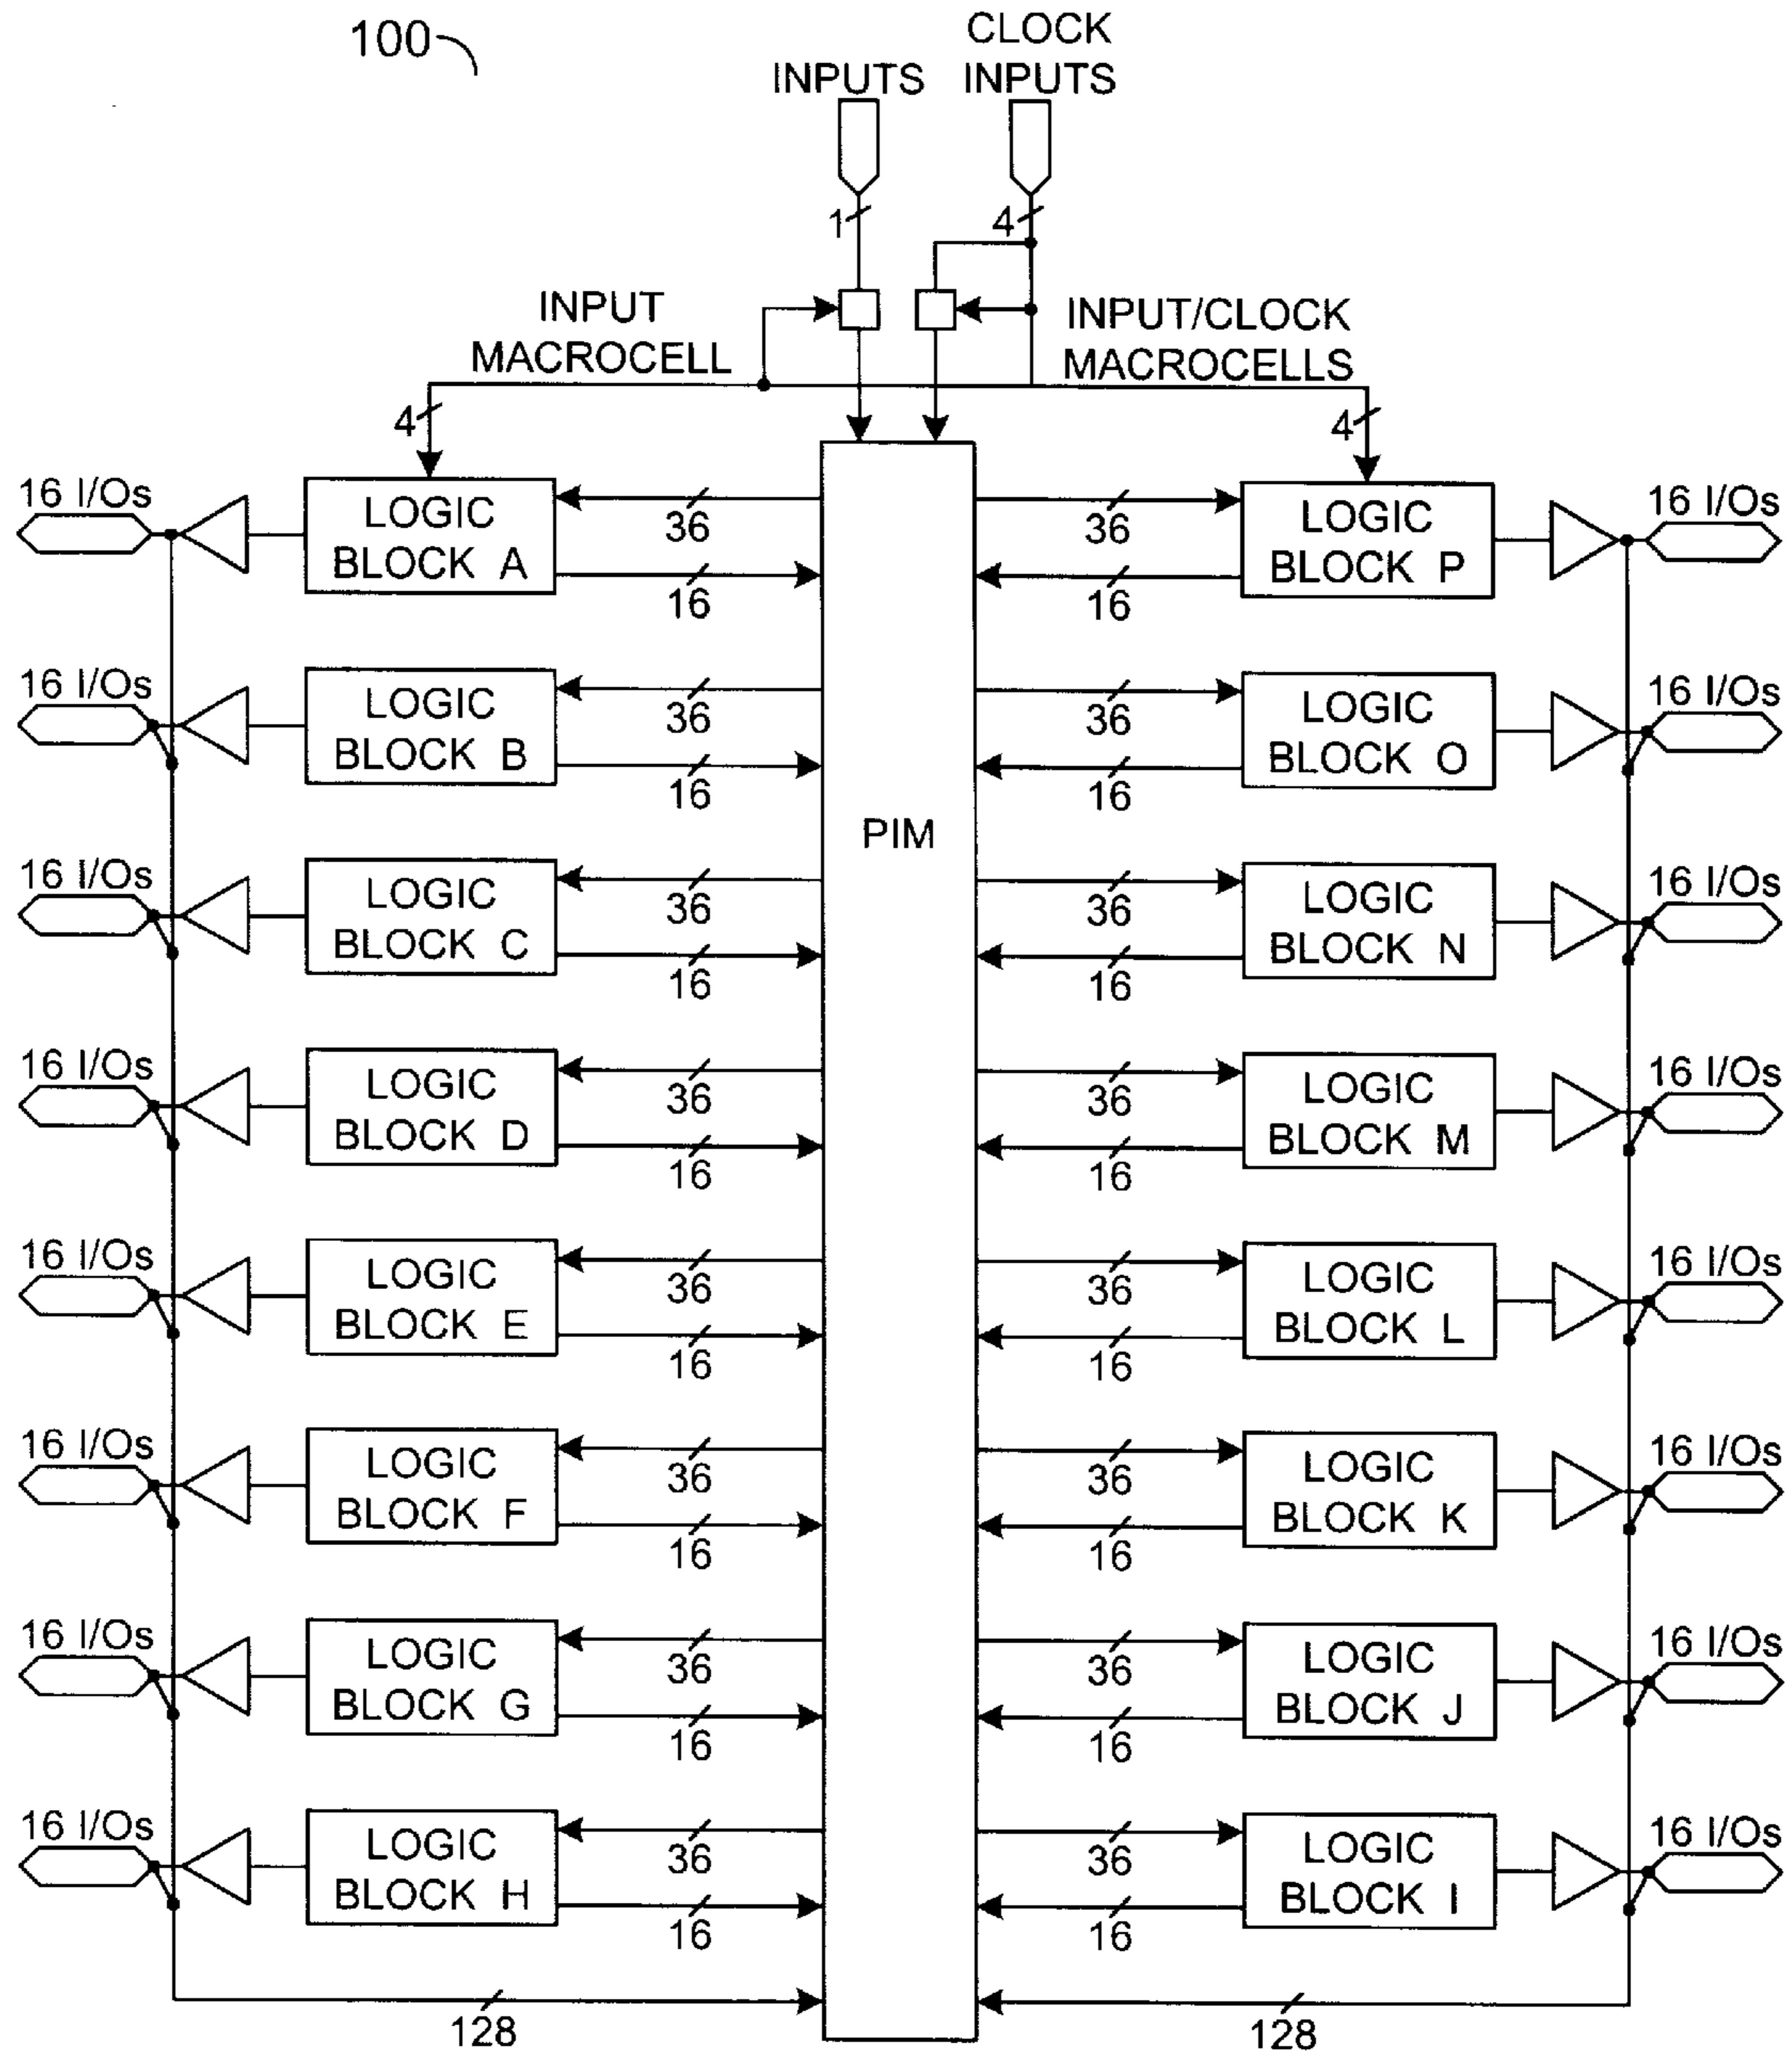 100
INPUTS
CLOCK
INPUTS
1
4
INPUT
MACROCELL
INPUT/CLOCK
MACROCELLS
4
4
PIM
16 I/Os
LOGIC
BLOCK A
36
16
36
16
LOGIC
BLOCK P
16 I/Os
16 I/Os
LOGIC
BLOCK B
36
16
36
16
LOGIC
BLOCK O
16 I/Os
16 I/Os
LOGIC
BLOCK C
36
16
36
16
LOGIC
BLOCK N
16 I/Os
16 I/Os
LOGIC
BLOCK D
36
16
36
16
LOGIC
BLOCK M
16 I/Os
16 I/Os
LOGIC
BLOCK E
36
16
36
16
LOGIC
BLOCK L
16 I/Os
16 I/Os
LOGIC
BLOCK F
36
16
36
16
LOGIC
BLOCK K
16 I/Os
16 I/Os
LOGIC
BLOCK G
36
16
36
16
LOGIC
BLOCK J
16 I/Os
16 I/Os
LOGIC
BLOCK H
36
16
36
16
LOGIC
BLOCK I
16 I/Os
128
128